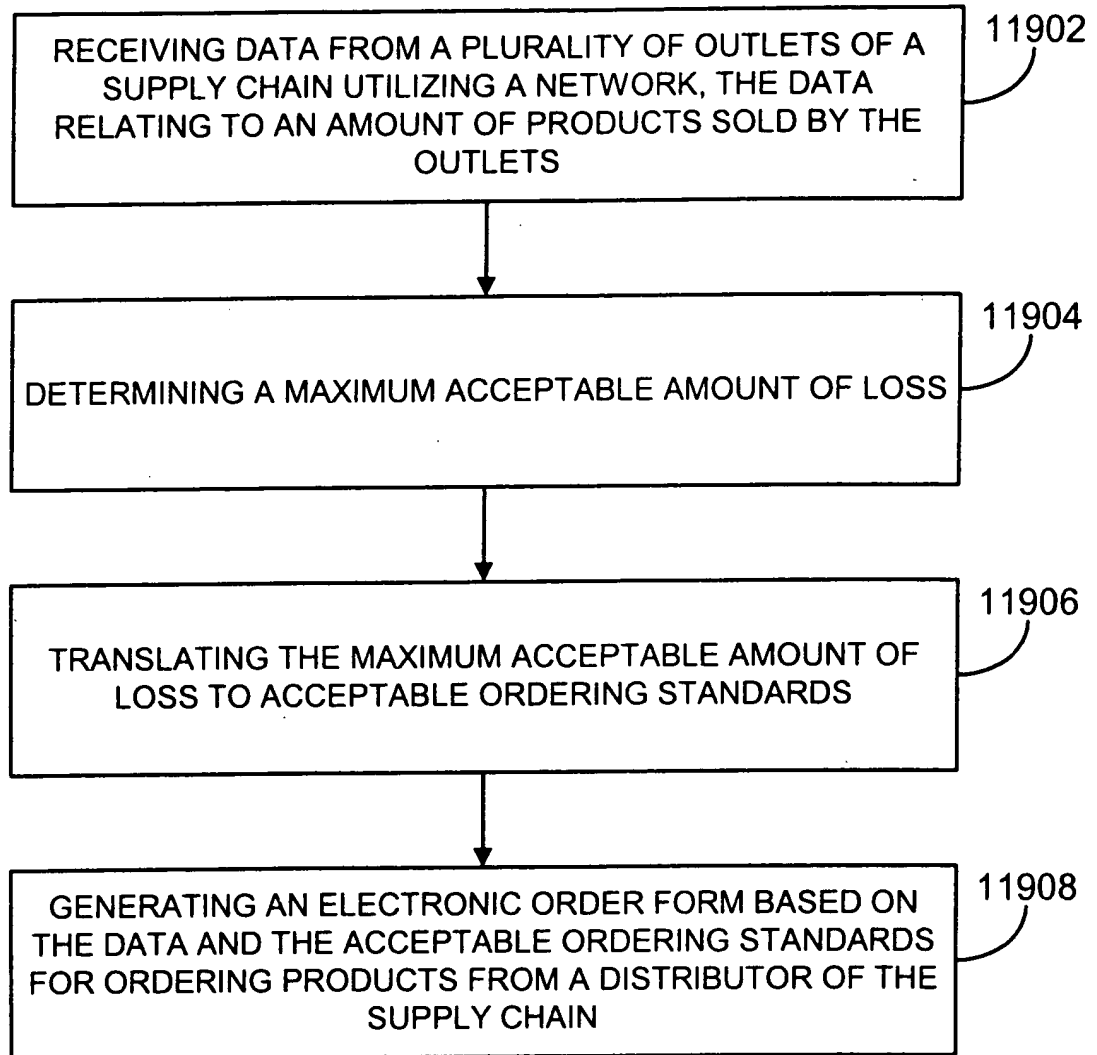 RECEIVING DATA FROM A PLURALITY OF OUTLETS OF A
SUPPLY CHAIN UTILIZING A NETWORK, THE DATA
RELATING TO AN AMOUNT OF PRODUCTS SOLD BY THE
OUTLETS
11902
DETERMINING A MAXIMUM ACCEPTABLE AMOUNT OF LOSS
11904
TRANSLATING THE MAXIMUM ACCEPTABLE AMOUNT OF
LOSS TO ACCEPTABLE ORDERING STANDARDS
11906
GENERATING AN ELECTRONIC ORDER FORM BASED ON
THE DATA AND THE ACCEPTABLE ORDERING STANDARDS
FOR ORDERING PRODUCTS FROM A DISTRIBUTOR OF THE
SUPPLY CHAIN
11908